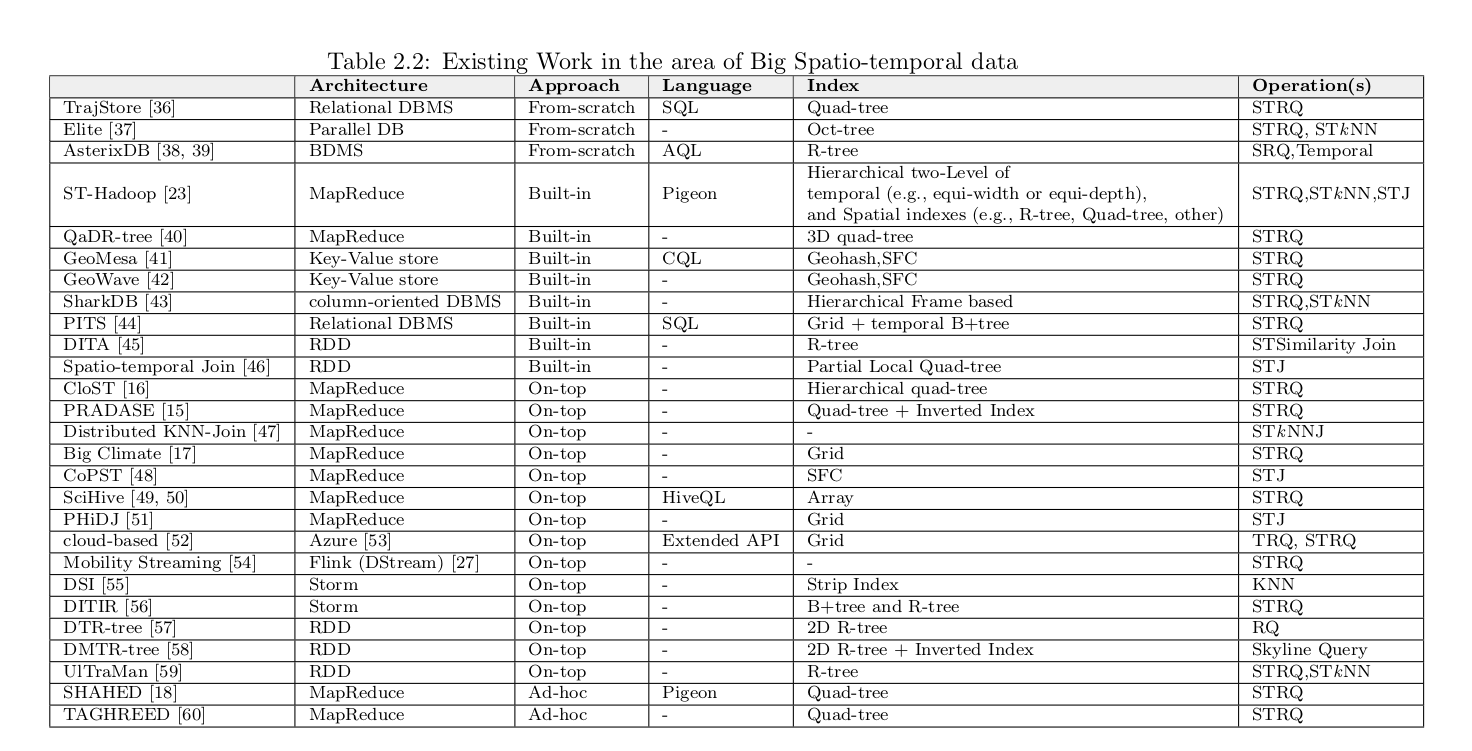 Table 2.2: Existing Work in the area of Big Spatio-temporal data
Architecture Approach Language Index Operation(s)
TrajStore [36] Relational DBMS From-scratch SQL Quad-tree STRQ
Elite [37] Parallel DB From-scratch - Oct-tree STRQ, STkNN
AsterixDB [38, 39] BDMS From-scratch AQL R-tree SRQ,Temporal
Hierarchical two-Level of
ST-Hadoop [23] MapReduce Built-in Pigeon temporal (e.g., equi-width or equi-depth), STRQ,STkNN,STJ
and Spatial indexes (e.g., R-tree, Quad-tree, other)
QaDR-tree [40] MapReduce Built-in - 3D quad-tree STRQ
GeoMesa [41] Key-Value store Built-in CQL Geohash,SFC STRQ
GeoWave [42] Key-Value store Built-in - Geohash,SFC STRQ
SharkDB [43] column-oriented DBMS Built-in - Hierarchical Frame based STRQ,STkNN
PITS [44] Relational DBMS Built-in SQL Grid + temporal B+tree STRQ
DITA [45] RDD Built-in - R-tree STSimilarity Join
Spatio-temporal Join [46] RDD Built-in - Partial Local Quad-tree STJ
CloST [16] MapReduce On-top - Hierarchical quad-tree STRQ
PRADASE [15] MapReduce On-top - Quad-tree + Inverted Index STRQ
Distributed KNN-Join [47] MapReduce On-top - - STkNNJ
Big Climate [17] MapReduce On-top - Grid STRQ
CoPST [48] MapReduce On-top - SFC STJ
SciHive [49, 50] MapReduce On-top HiveQL Array STRQ
PHiDJ [51] MapReduce On-top - Grid STJ
cloud-based [52] Azure [53] On-top Extended API Grid TRQ, STRQ
Mobility Streaming [54] Flink (DStream) [27] On-top - - STRQ
DSI [55] Storm On-top - Strip Index KNN
DITIR [56] Storm On-top - B+tree and R-tree STRQ
DTR-tree [57] RDD On-top - 2D R-tree RQ
DMTR-tree [58] RDD On-top - 2D R-tree + Inverted Index Skyline Query
UlTraMan [59] RDD On-top - R-tree STRQ,STkNN
SHAHED [18] MapReduce Ad-hoc Pigeon Quad-tree STRQ
TAGHREED [60] MapReduce Ad-hoc - Quad-tree STRQ